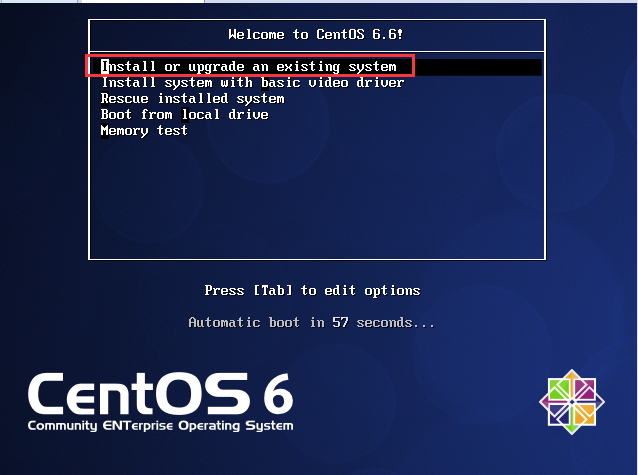 Welcome to CentOS 6.6!
Install or upgrade an existing system
Install system with basic video driver
Rescue installed system
Boot from local drive
Memory test
Press [Tab] to edit options
Automatic boot in 57 seconds...
CentOS 6
Community ENTerprise Operating System